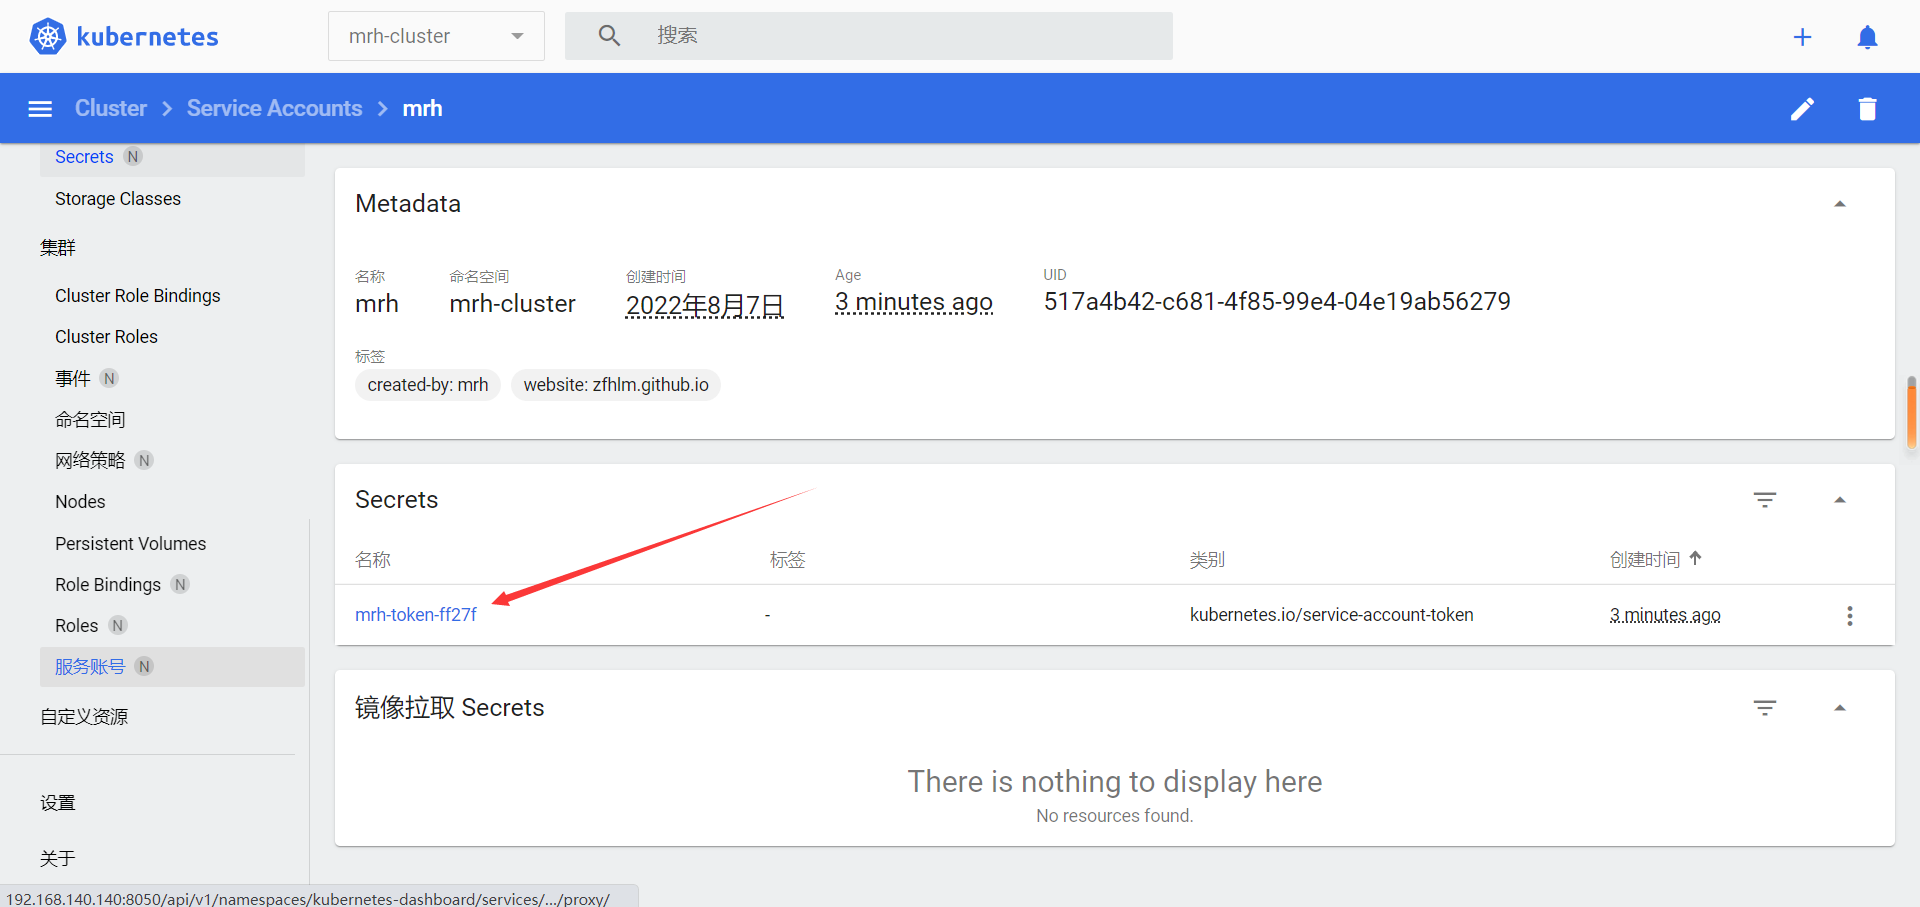 kubernetes
mrh-cluster
搜索
Cluster > Service Accounts > mrh
Secrets N
Storage Classes
集群
Cluster Role Bindings
Cluster Roles
事件 N
命名空间
网络策略 N
Nodes
Persistent Volumes
Role Bindings N
Roles N
服务账号 N
自定义资源
设置
关于
Metadata
名称 命名空间 创建时间 Age UID
mrh mrh-cluster 2022年8月7日 3 minutes ago 517a4b42-c681-4f85-99e4-04e19ab56279
标签
created-by: mrh website: zfhlm.github.io
Secrets
名称 标签 类别 创建时间
mrh-token-ff27f - kubernetes.io/service-account-token 3 minutes ago
镜像拉取 Secrets
There is nothing to display here
No resources found.
192.168.140.140:8050/api/v1/namespaces/kubernetes-dashboard/services/.../proxy/